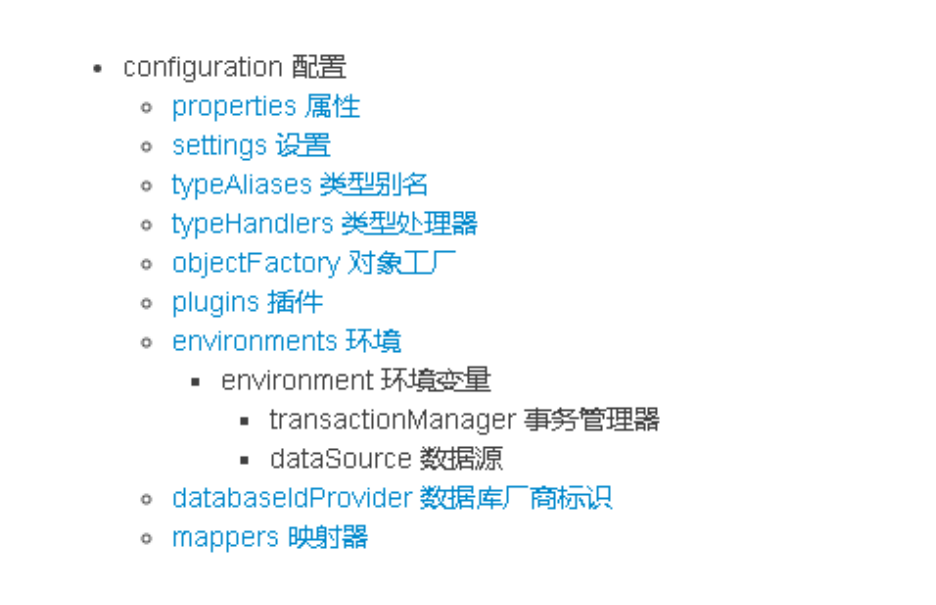 configuration 配置
properties 属性
settings 设置
typeAliases 类型别名
typeHandlers 类型处理器
objectFactory 对象工厂
plugins 插件
environments 环境
environment 环境变量
transactionManager 事务管理器
dataSource 数据源
databaseIdProvider 数据库厂商标识
mappers 映射器